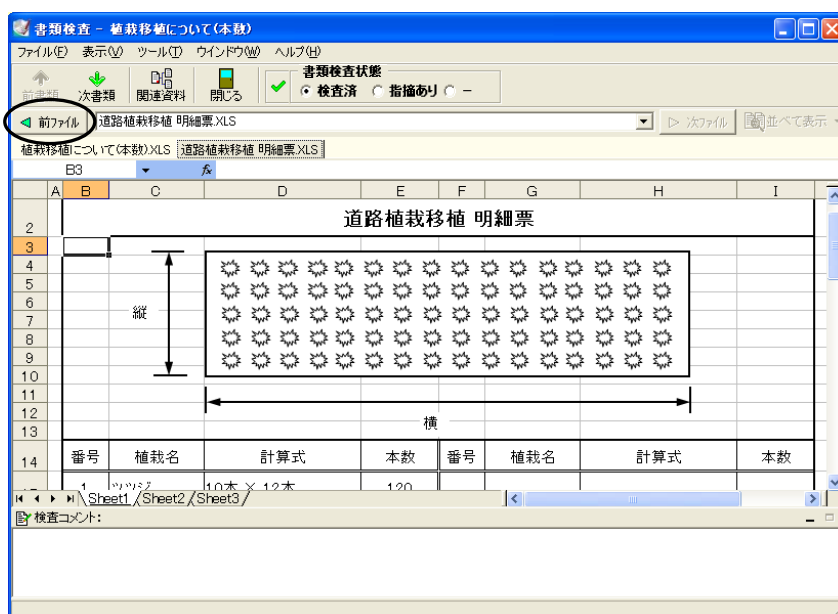 書類検査 - 植栽移植について(本数)
ファイル(F) 表示(V) ツール(T) ウインドウ(W) ヘルプ(H)
前書類 次書類 関連資料 閉じる 書類検査状態 検査済 指摘あり -
前ファイル 道路植栽移植 明細票.XLS 次ファイル 並べて表示
植栽移植について(本数).XLS 道路植栽移植 明細票.XLS
B3 fx
A B C D E F G H I
2 道路植栽移植 明細票
3
4
5
6
7 縦
8
9
10
11
12
13 横
14 番号 植栽名 計算式 本数 番号 植栽名 計算式 本数
1 ツツジ 10本 × 12本 120
Sheet1 Sheet2 Sheet3
検査コメント: